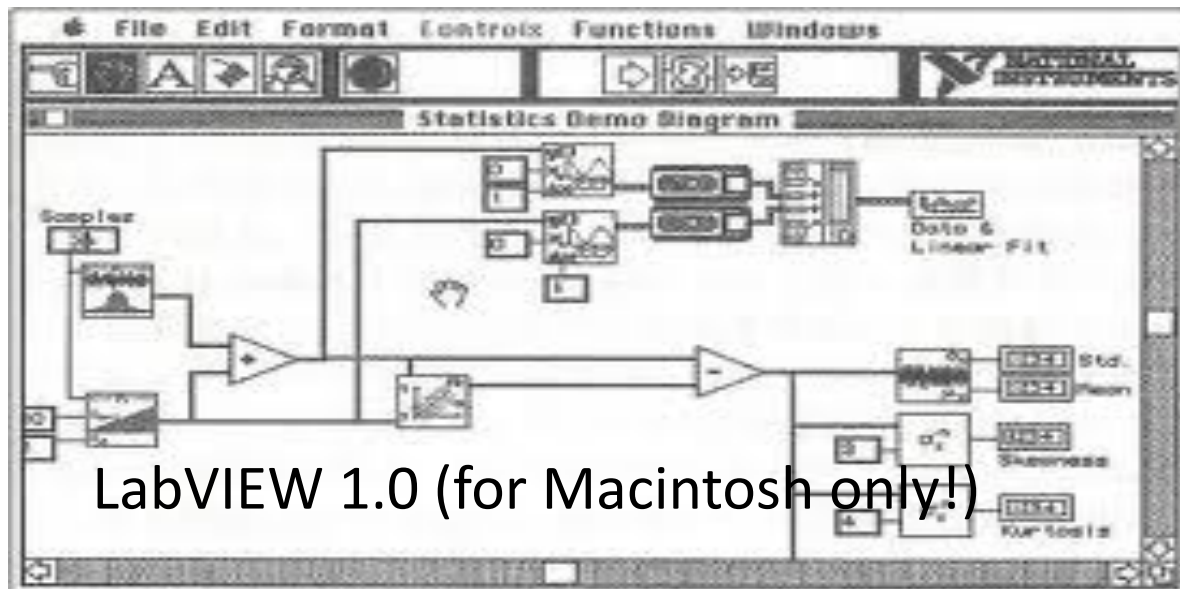 File Edit Format Controls Functions Windows
A
NATIONAL
INSTRUMENTS
Statistics Demo Diagram
Samples
Data &
Linear Fit
Std.
Mean
Skewness
Kurtosis
LabVIEW 1.0 (for Macintosh only!)